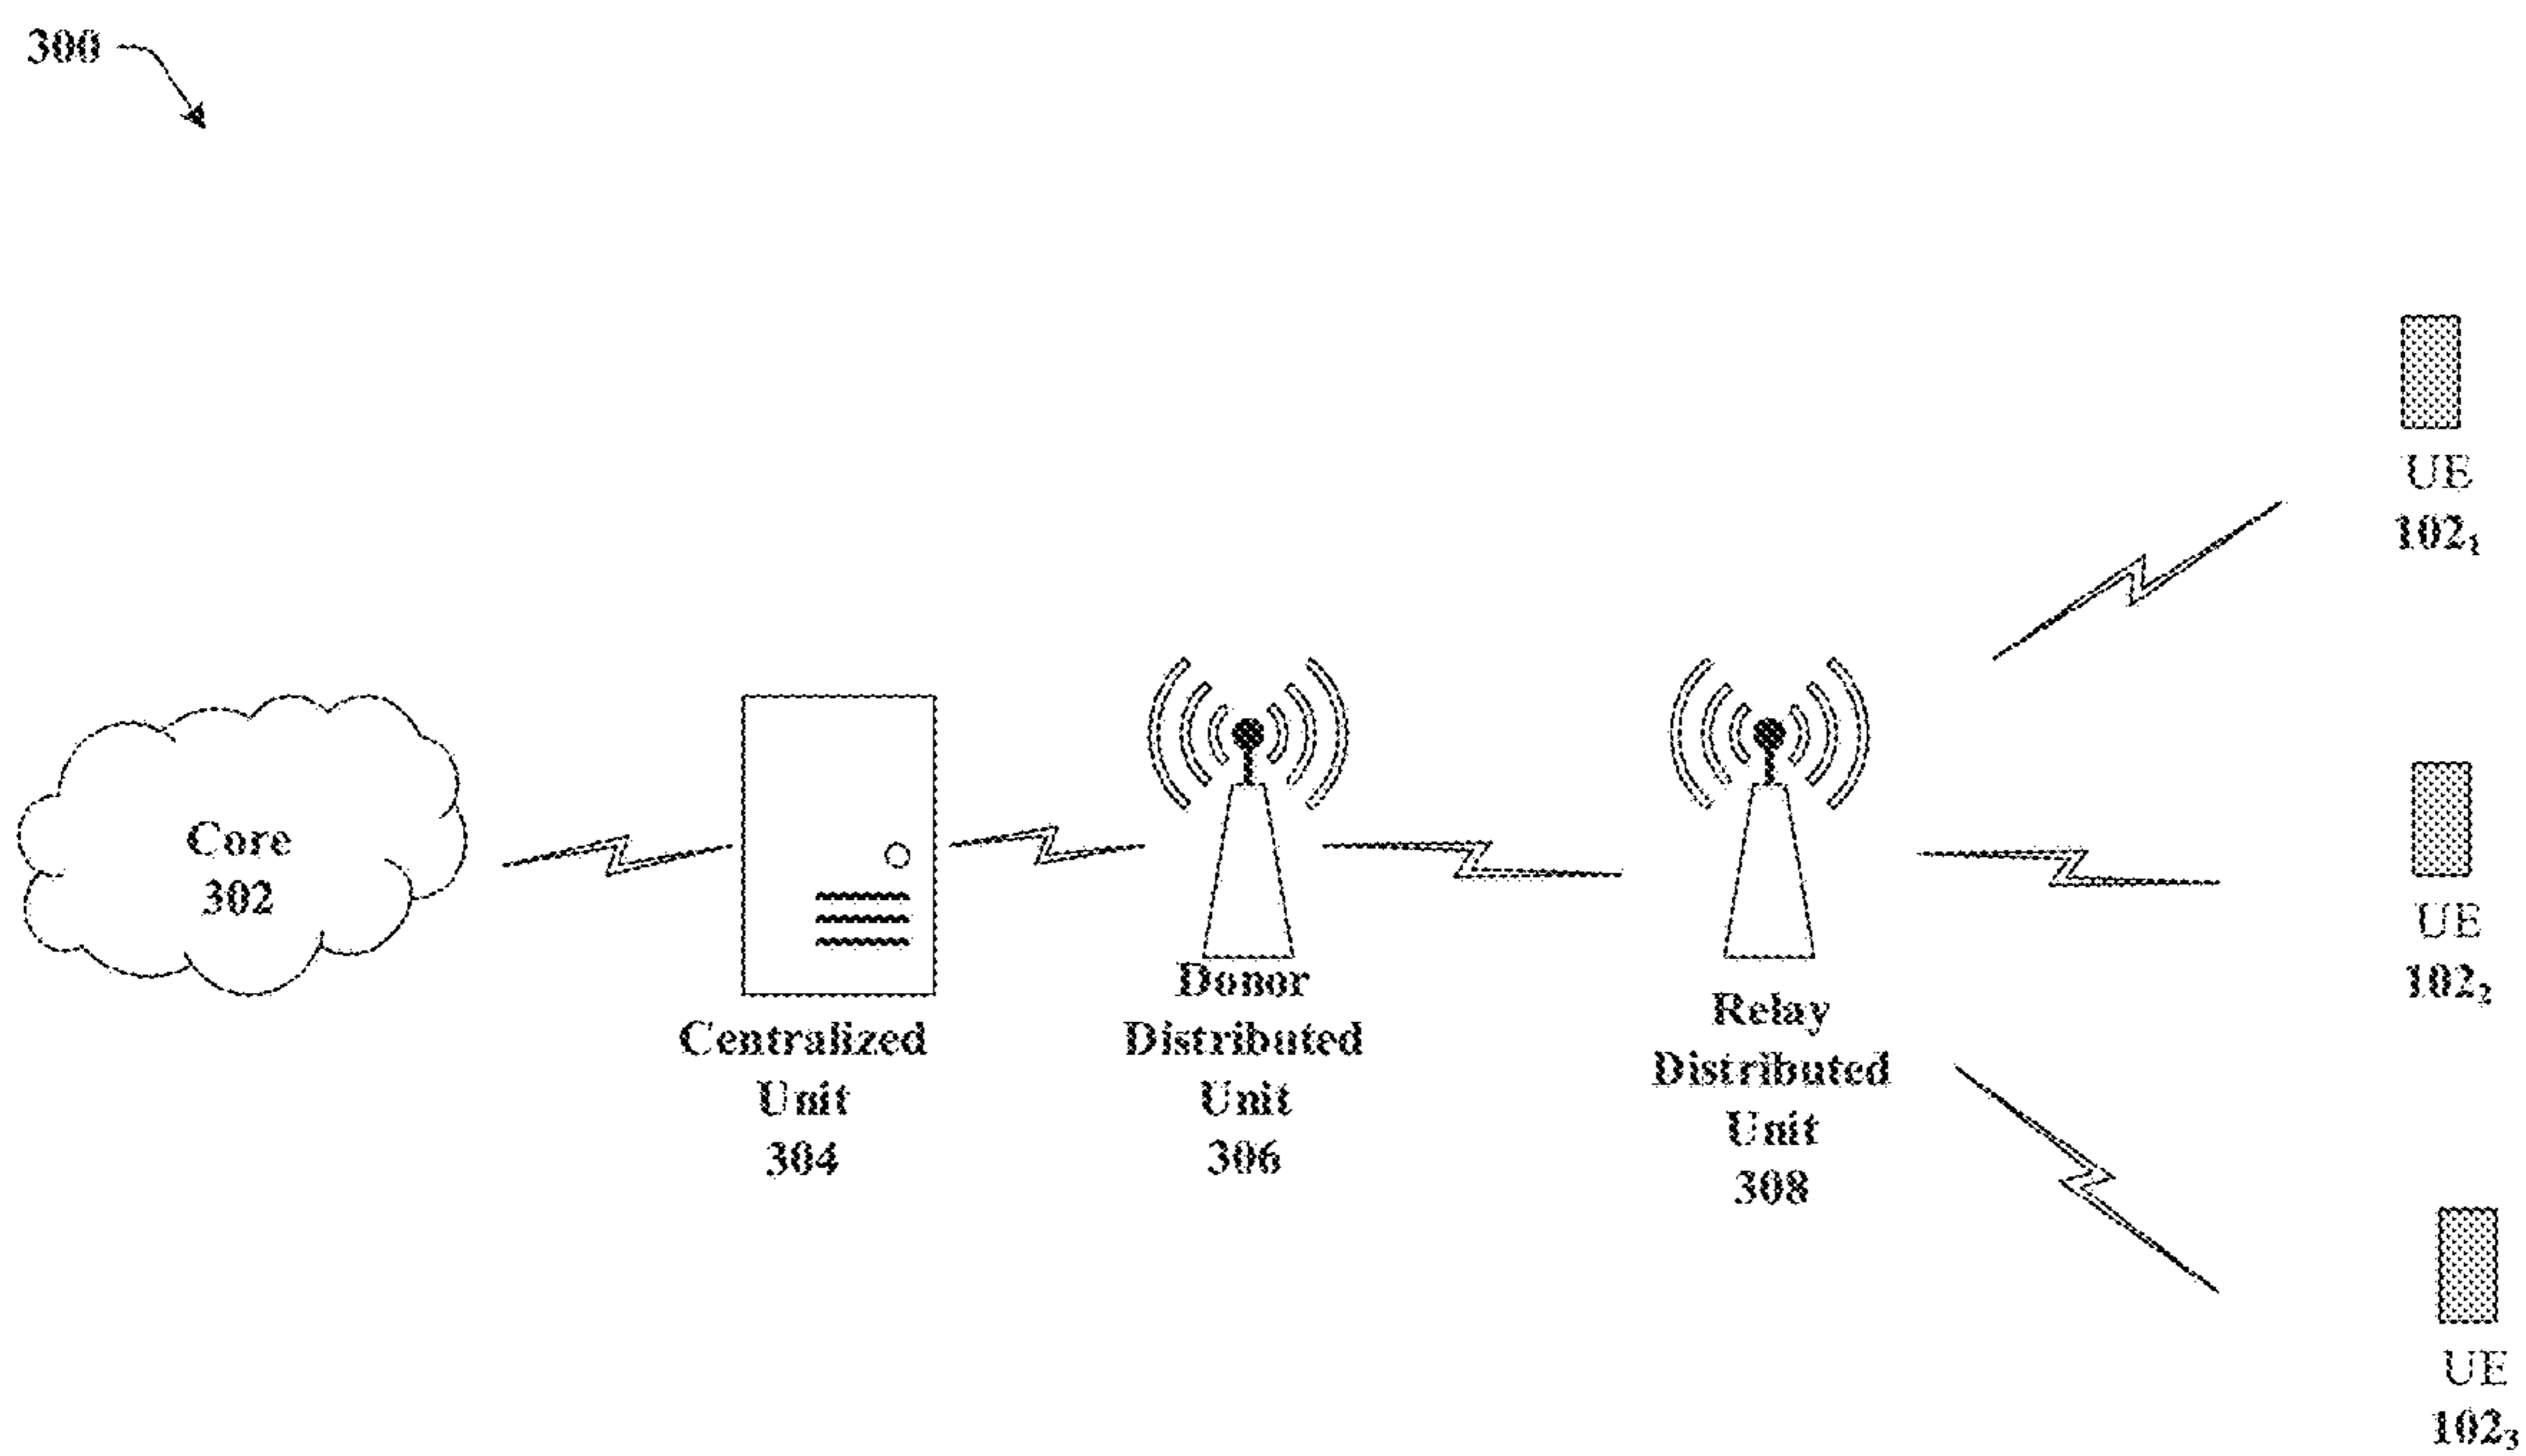 300
Core
302
Centralized
Unit
304
Donor
Distributed
Unit
306
Relay
Distributed
Unit
308
UE
102₁
UE
102₂
UE
102₃